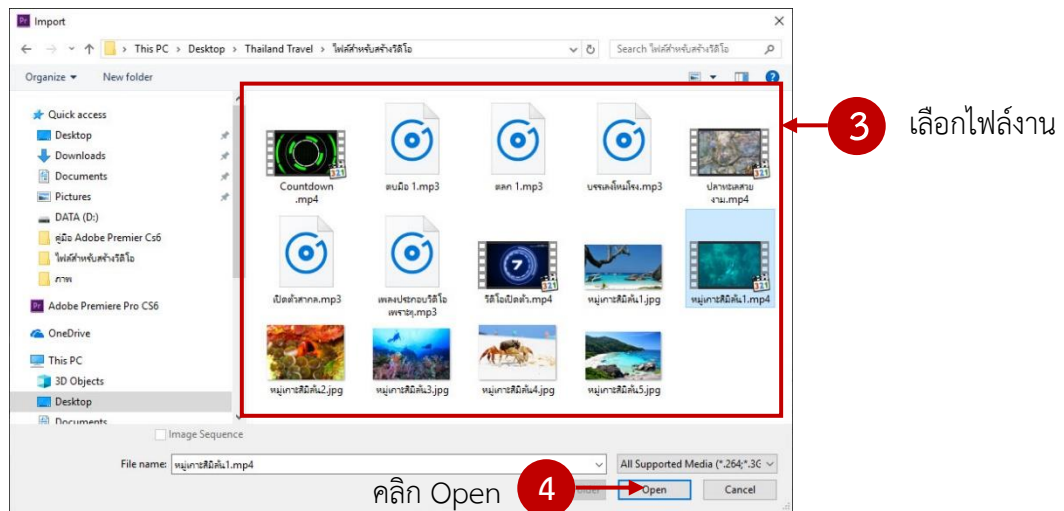 Import
This PC > Desktop > Thailand Travel > ไฟล์สำหรับสร้างวิดีโอ
Search ไฟล์สำหรับสร้างวิดีโอ
Organize
New folder
Quick access
Desktop
Downloads
Documents
Pictures
DATA (D:)
คู่มือ Adobe Premier Cs6
ไฟล์สำหรับสร้างวิดีโอ
ภาพ
Adobe Premiere Pro CS6
OneDrive
This PC
3D Objects
Desktop
Documents
Countdown
.mp4
ตบมือ 1.mp3
ตลก 1.mp3
บรรเลงโหมโรง.mp3
ปลาทะเลสวย
งาม.mp4
เปิดตัวสากล.mp3
เพลงประกอบวิดีโอ
เพราะๆ.mp3
วิดีโอเปิดตัว.mp4
หมู่เกาะสิมิลัน1.jpg
หมู่เกาะสิมิลัน1.mp4
หมู่เกาะสิมิลัน2.jpg
หมู่เกาะสิมิลัน3.jpg
หมู่เกาะสิมิลัน4.jpg
หมู่เกาะสิมิลัน5.jpg
3 เลือกไฟล์งาน
Image Sequence
File name: หมู่เกาะสิมิลัน1.mp4
All Supported Media (*.264;*.3G
คลิก Open 4
Open
Cancel